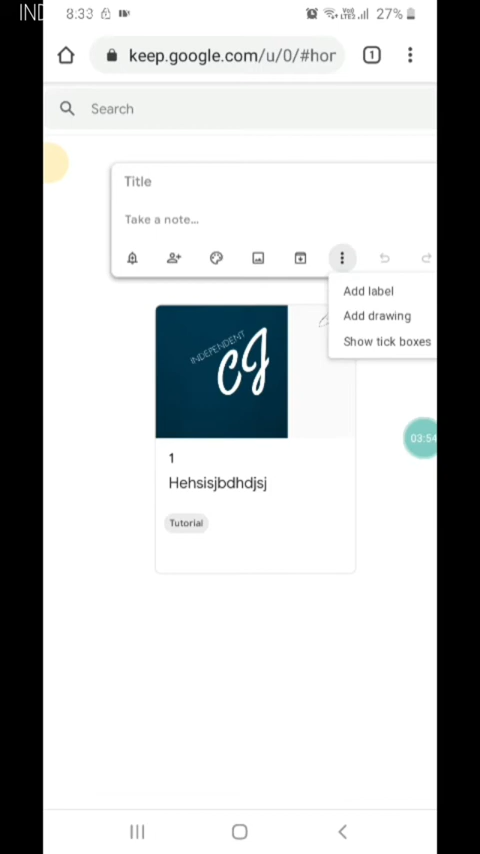 IND
8:33
27%
keep.google.com/u/0/#hor
1
Search
Title
Take a note...
Add label
Add drawing
Show tick boxes
INDEPENDENT
CJ
03:54
1
Hehsisjbdhdjsj
Tutorial